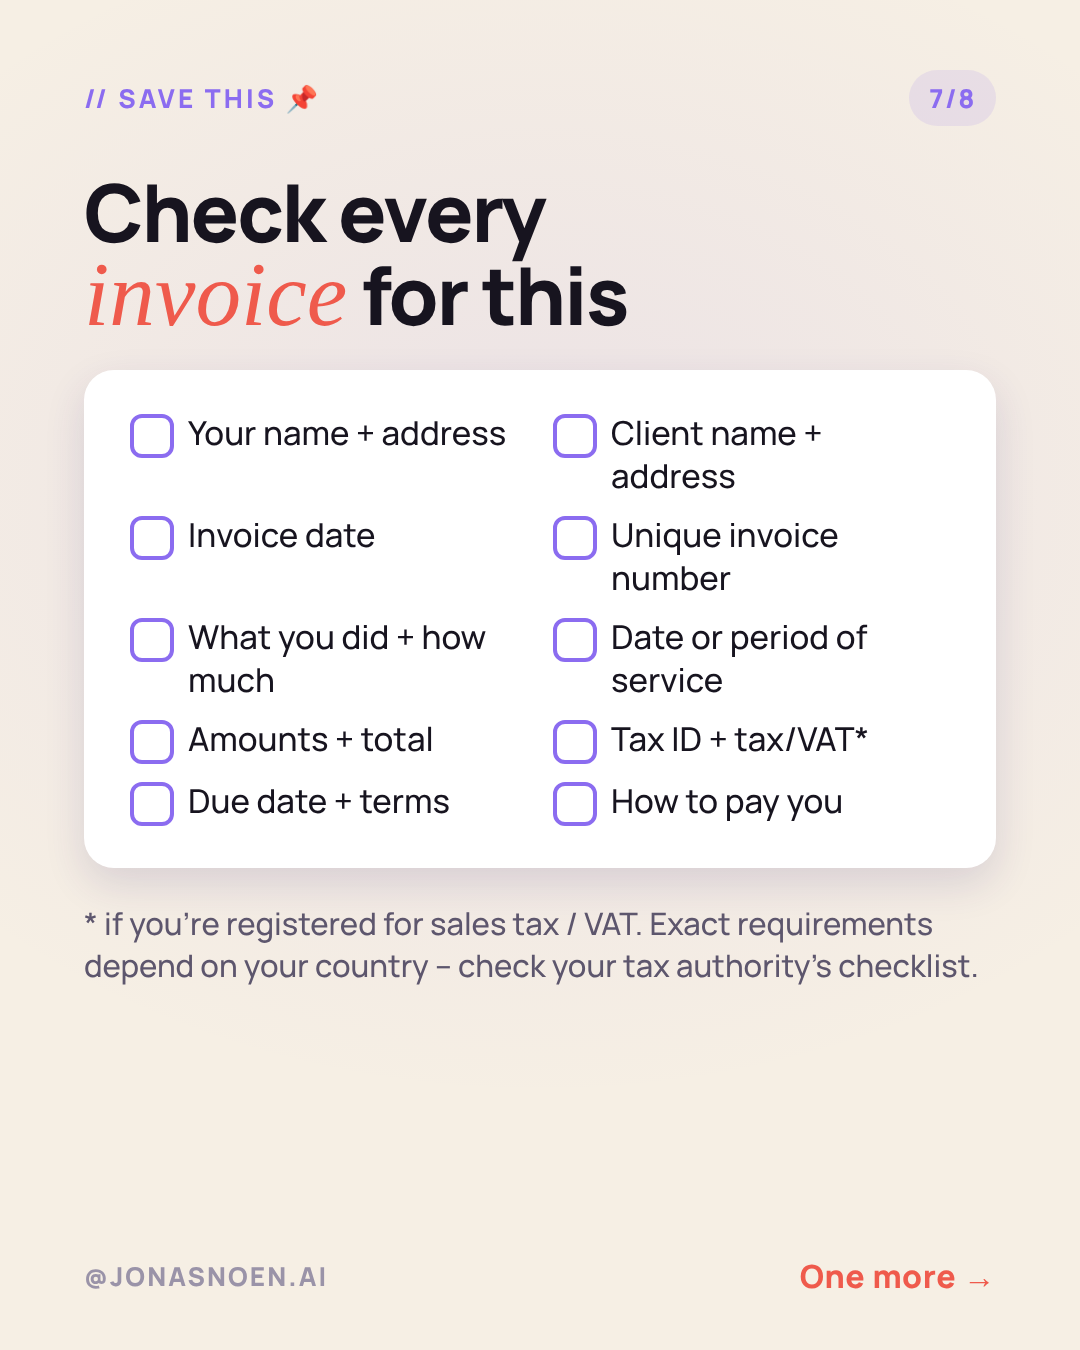 // SAVE THIS 📌
7/8
Check every
invoice for this
Your name + address
Client name +
address
Invoice date
Unique invoice
number
What you did + how
much
Date or period of
service
Amounts + total
Tax ID + tax/VAT*
Due date + terms
How to pay you
* if you’re registered for sales tax / VAT. Exact requirements
depend on your country – check your tax authority’s checklist.
@JONASNOEN.AI
One more →